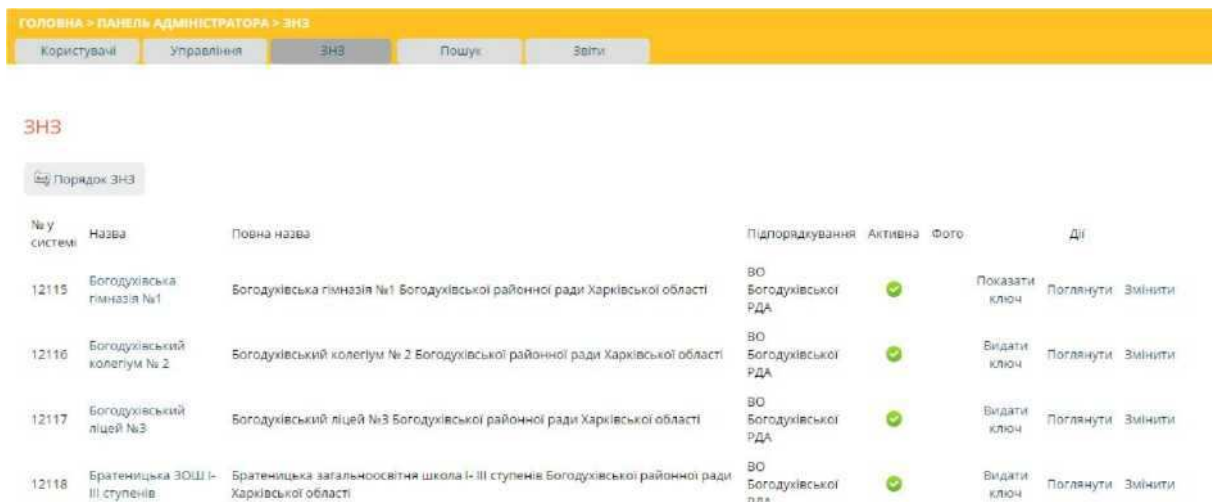 ГОЛОВНА > ПАНЕЛЬ АДМІНІСТРАТОРА > ЗНЗ
Користувачі Управління ЗНЗ Пошук Звіти
ЗНЗ
Порядок ЗНЗ
№ у системі Назва Повна назва Підпорядкування Активна Фото Дії
12115 Богодухівська гімназія №1 Богодухівська гімназія №1 Богодухівської районної ради Харківської області ВО Богодухівської РДА Показати ключ Поглянути Змінити
12116 Богодухівський колегіум № 2 Богодухівський колегіум № 2 Богодухівської районної ради Харківської області ВО Богодухівської РДА Видати ключ Поглянути Змінити
12117 Богодухівський ліцей №3 Богодухівський ліцей №3 Богодухівської районної ради Харківської області ВО Богодухівської РДА Видати ключ Поглянути Змінити
12118 Братеницька ЗОШ І- ІІІ ступенів Братеницька загальноосвітня школа І- ІІІ ступенів Богодухівської районної ради Харківської області ВО Богодухівської РДА Видати ключ Поглянути Змінити